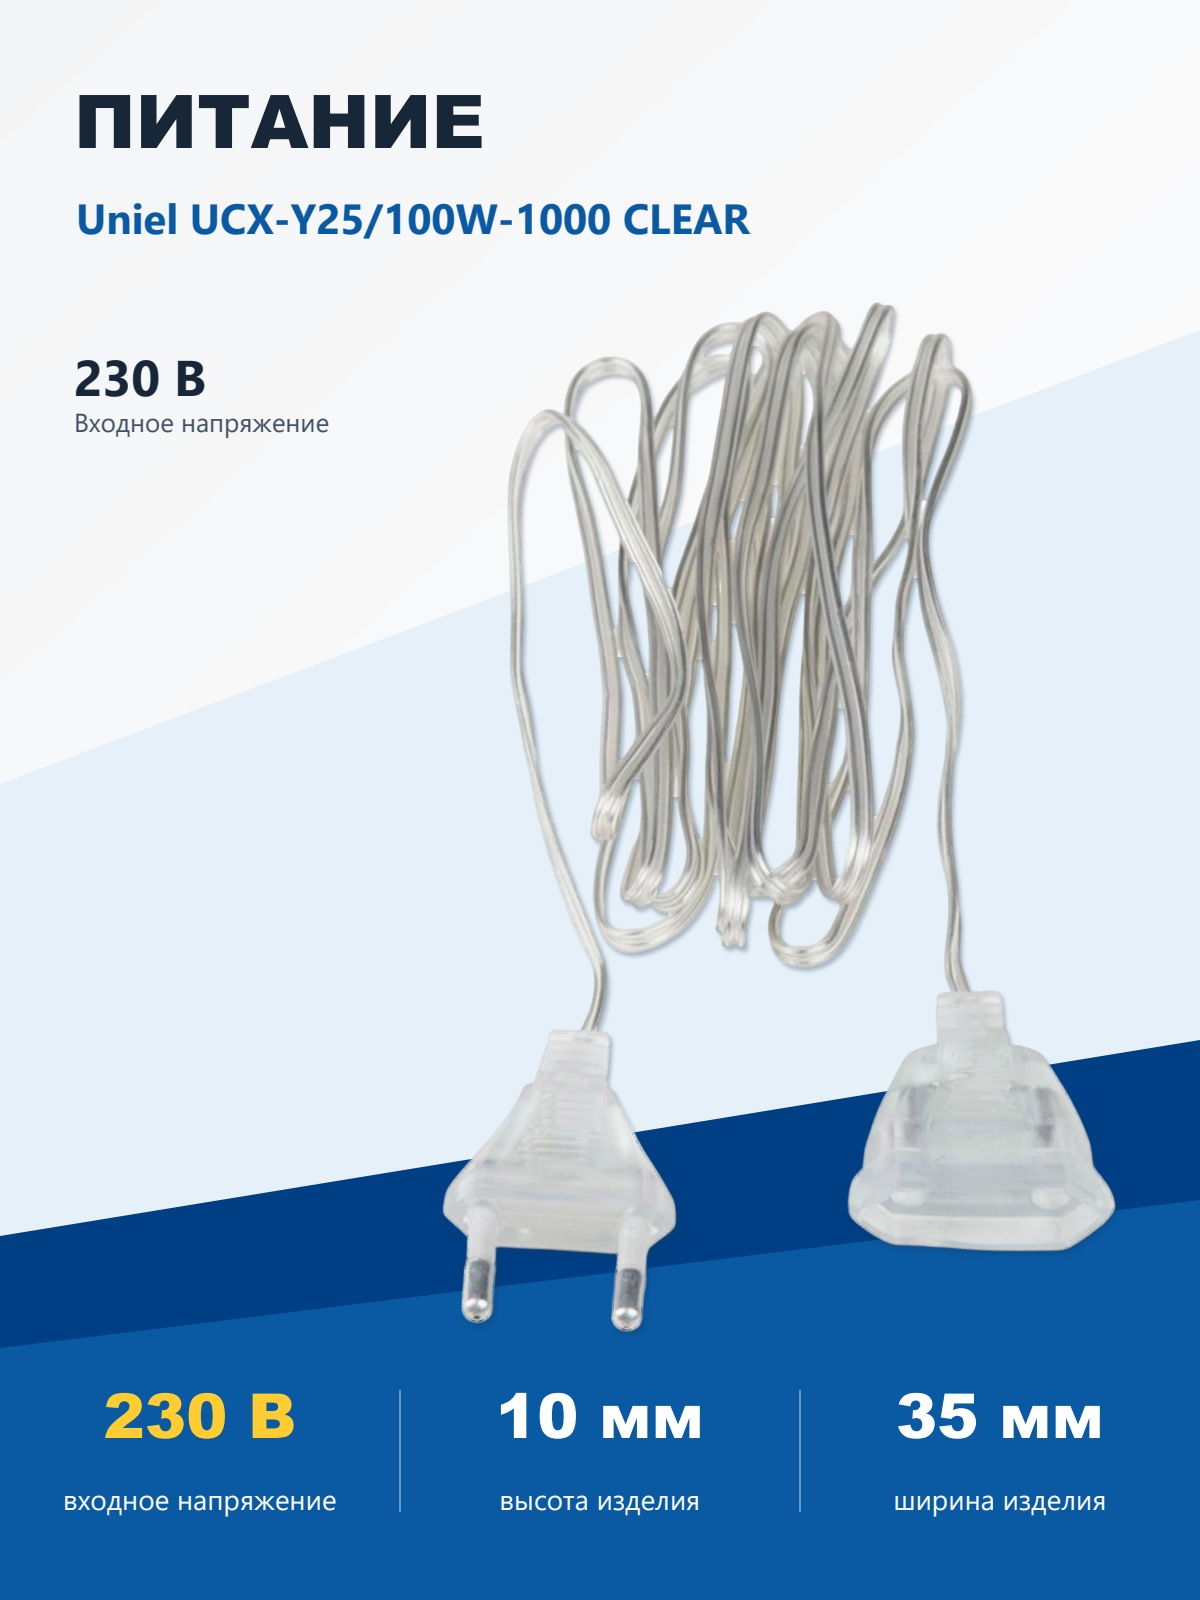 ПИТАНИЕ
Uniel UCX-Y25/100W-1000 CLEAR
230 В
Входное напряжение
230 В
10 мм
35 мм
входное напряжение
высота изделия
ширина изделия